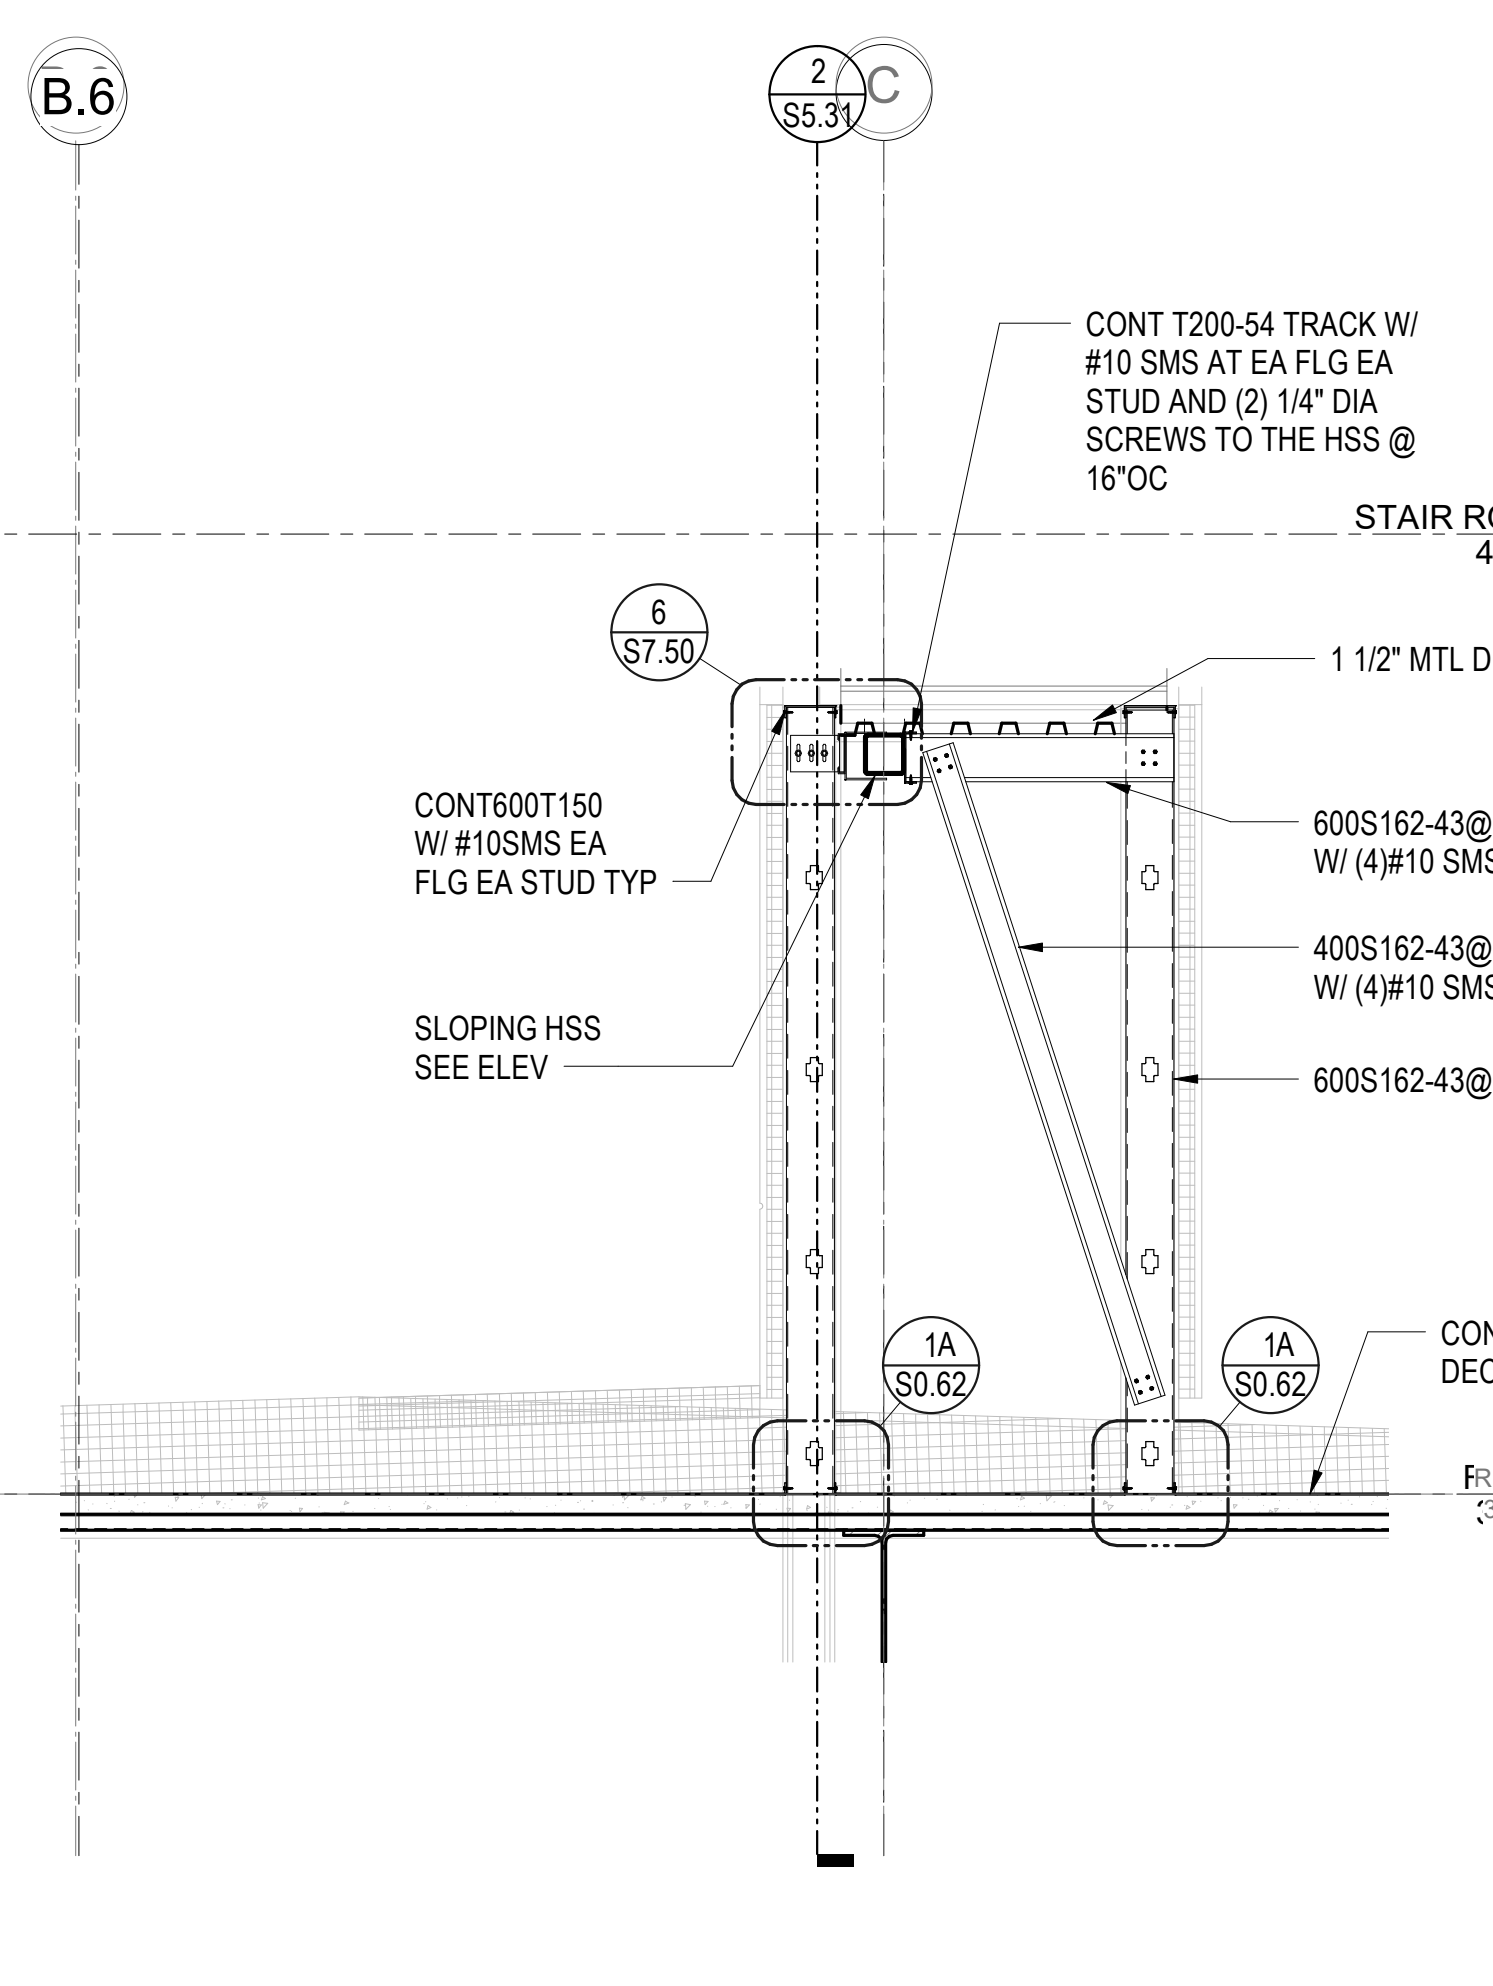 B.6
2
S5.31
C
CONT T200-54 TRACK W/
#10 SMS AT EA FLG EA
STUD AND (2) 1/4" DIA
SCREWS TO THE HSS @
16"OC
STAIR
4
6
S7.50
1 1/2" MTL
CONT600T150
W/ #10SMS EA
FLG EA STUD TYP
600S162-43@
W/ (4)#10 SMS
400S162-43@
W/ (4)#10 SMS
SLOPING HSS
SEE ELEV
600S162-43@
1A
S0.62
1A
S0.62